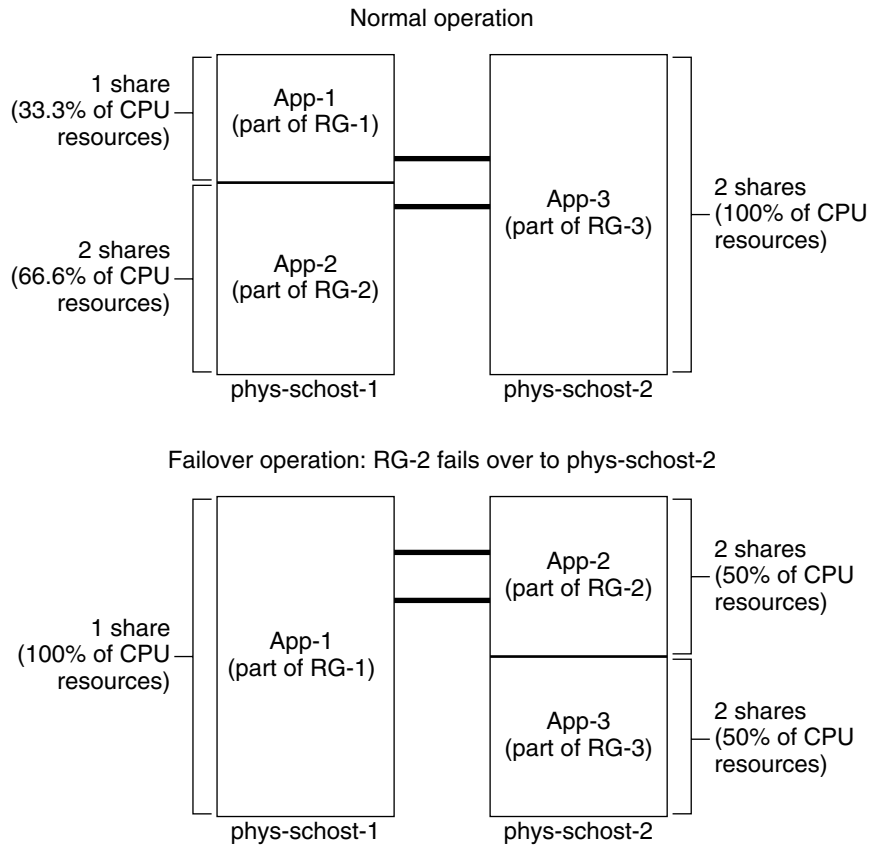 Normal operation
1 share
(33.3% of CPU
resources)
App-1
(part of RG-1)
2 shares
(66.6% of CPU
resources)
App-2
(part of RG-2)
App-3
(part of RG-3)
2 shares
(100% of CPU
resources)
phys-schost-1
phys-schost-2
Failover operation: RG-2 fails over to phys-schost-2
1 share
(100% of CPU
resources)
App-1
(part of RG-1)
App-2
(part of RG-2)
2 shares
(50% of CPU
resources)
App-3
(part of RG-3)
2 shares
(50% of CPU
resources)
phys-schost-1
phys-schost-2